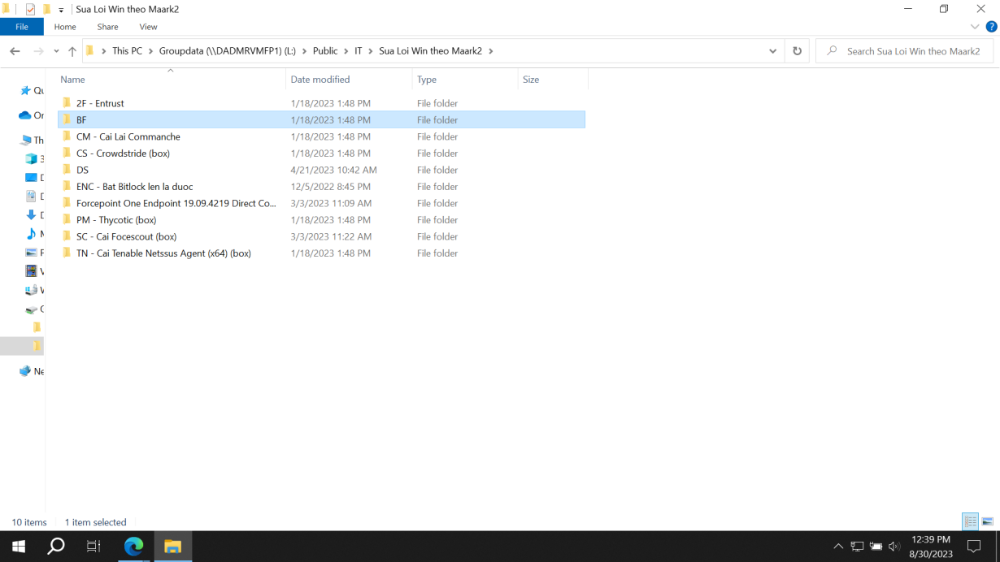 Sua Loi Win theo Maark2
File Home Share View
This PC > Groupdata (\\DADMRVMFP1) (L:) > Public > IT > Sua Loi Win theo Maark2 >
Search Sua Loi Win theo Maark2
Name Date modified Type Size
2F - Entrust 1/18/2023 1:48 PM File folder
BF 1/18/2023 1:48 PM File folder
CM - Cai Lai Commanche 1/18/2023 1:48 PM File folder
CS - Crowdstride (box) 1/18/2023 1:48 PM File folder
DS 4/21/2023 10:42 AM File folder
ENC - Bat Bitlock len la duoc 12/5/2022 8:45 PM File folder
Forcepoint One Endpoint 19.09.4219 Direct Co... 3/3/2023 11:09 AM File folder
PM - Thycotic (box) 1/18/2023 1:48 PM File folder
SC - Cai Focescout (box) 3/3/2023 11:22 AM File folder
TN - Cai Tenable Netssus Agent (x64) (box) 1/18/2023 1:48 PM File folder
Th
Ne
10 items 1 item selected
12:39 PM
8/30/2023